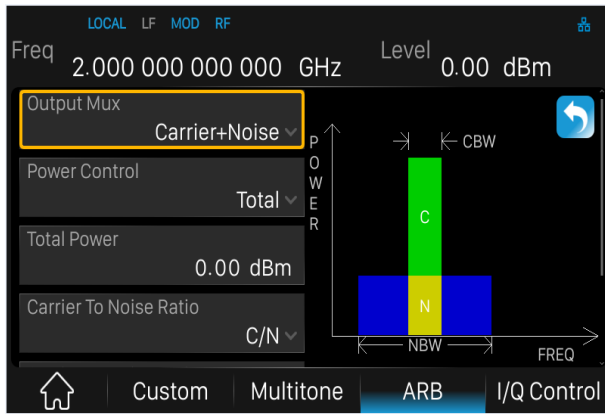 LOCAL LF MOD RF
Freq 2.000 000 000 000 GHz Level 0.00 dBm
Output Mux
Carrier+Noise
Power Control
Total
Total Power
0.00 dBm
Carrier To Noise Ratio
C/N
POWER
CBW
C
N
NBW
FREQ
Custom Multitone ARB I/Q Control